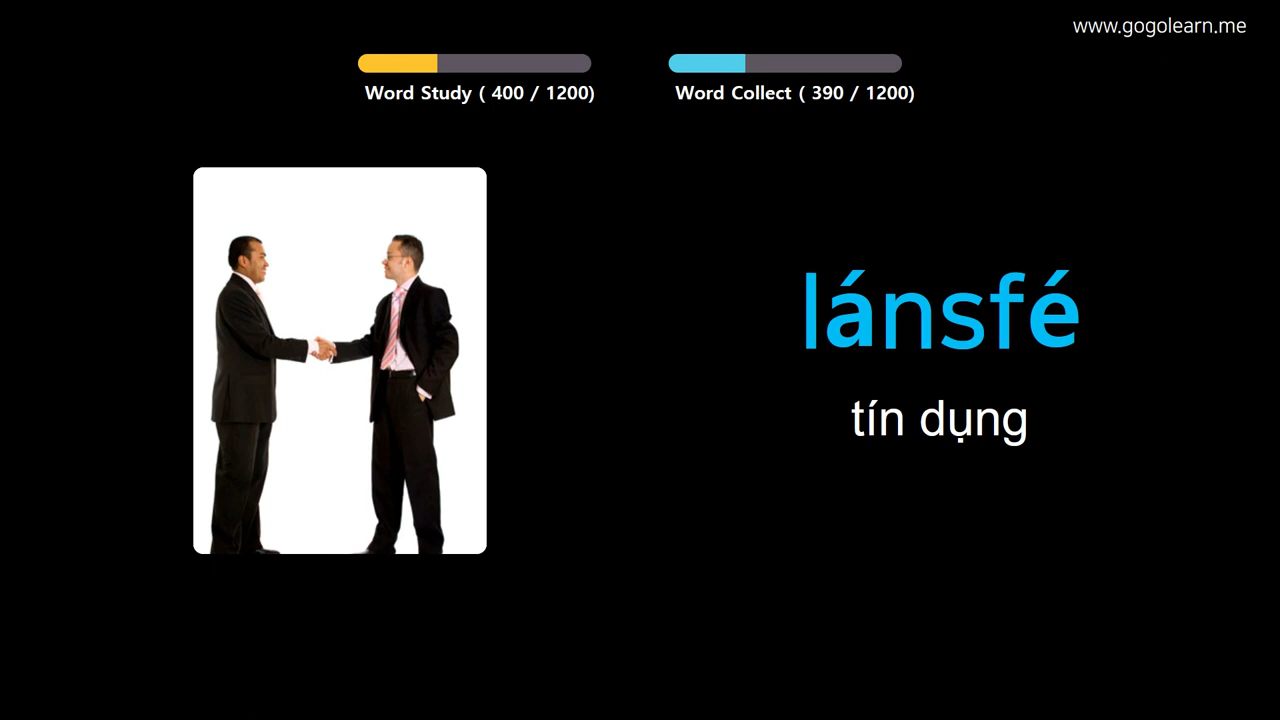 www.gogolearn.me
Word Study ( 400 / 1200)
Word Collect ( 390 / 1200)
lánsfé
tín dụng